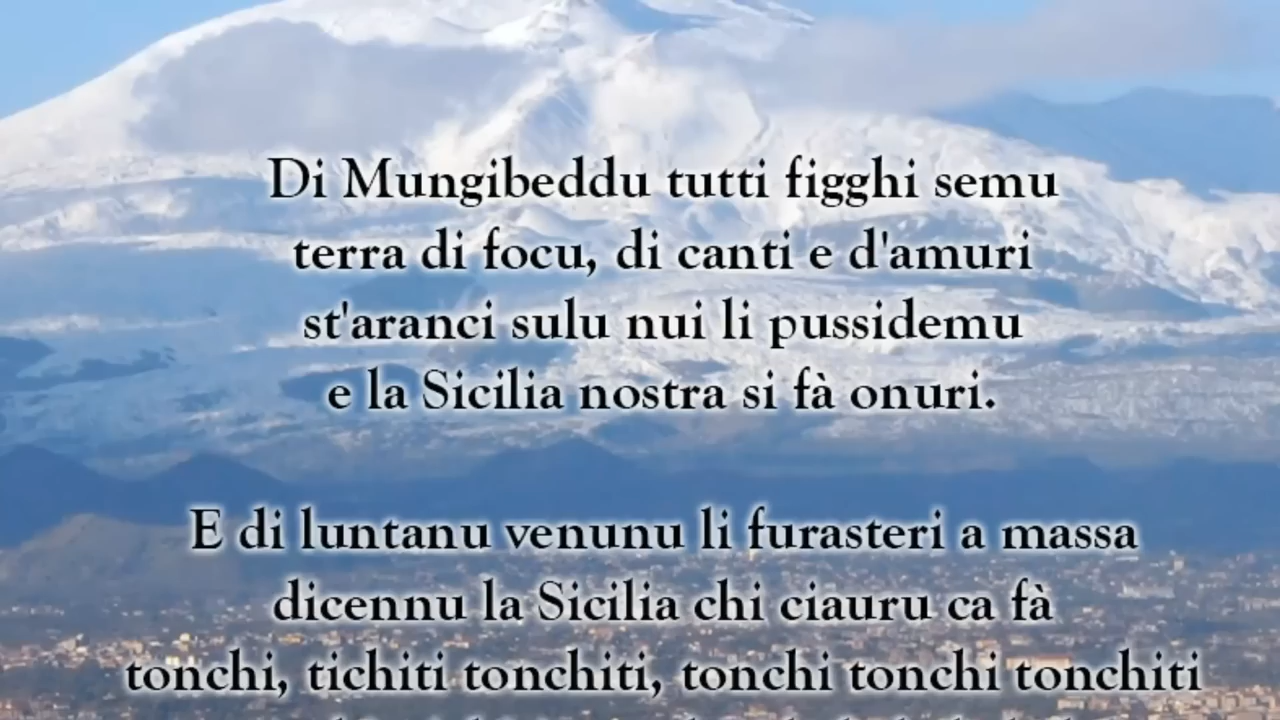 Di Mungibeddu tutti figghi semu
terra di focu, di canti e d'amuri
st'aranci sulu nui li pussidemu
e la Sicilia nostra si fà onuri.
E di luntanu venunu li furasteri a massa
dicennu la Sicilia chi ciauru ca fà
tonchi, tichiti tonchiti, tonchi tonchi tonchiti